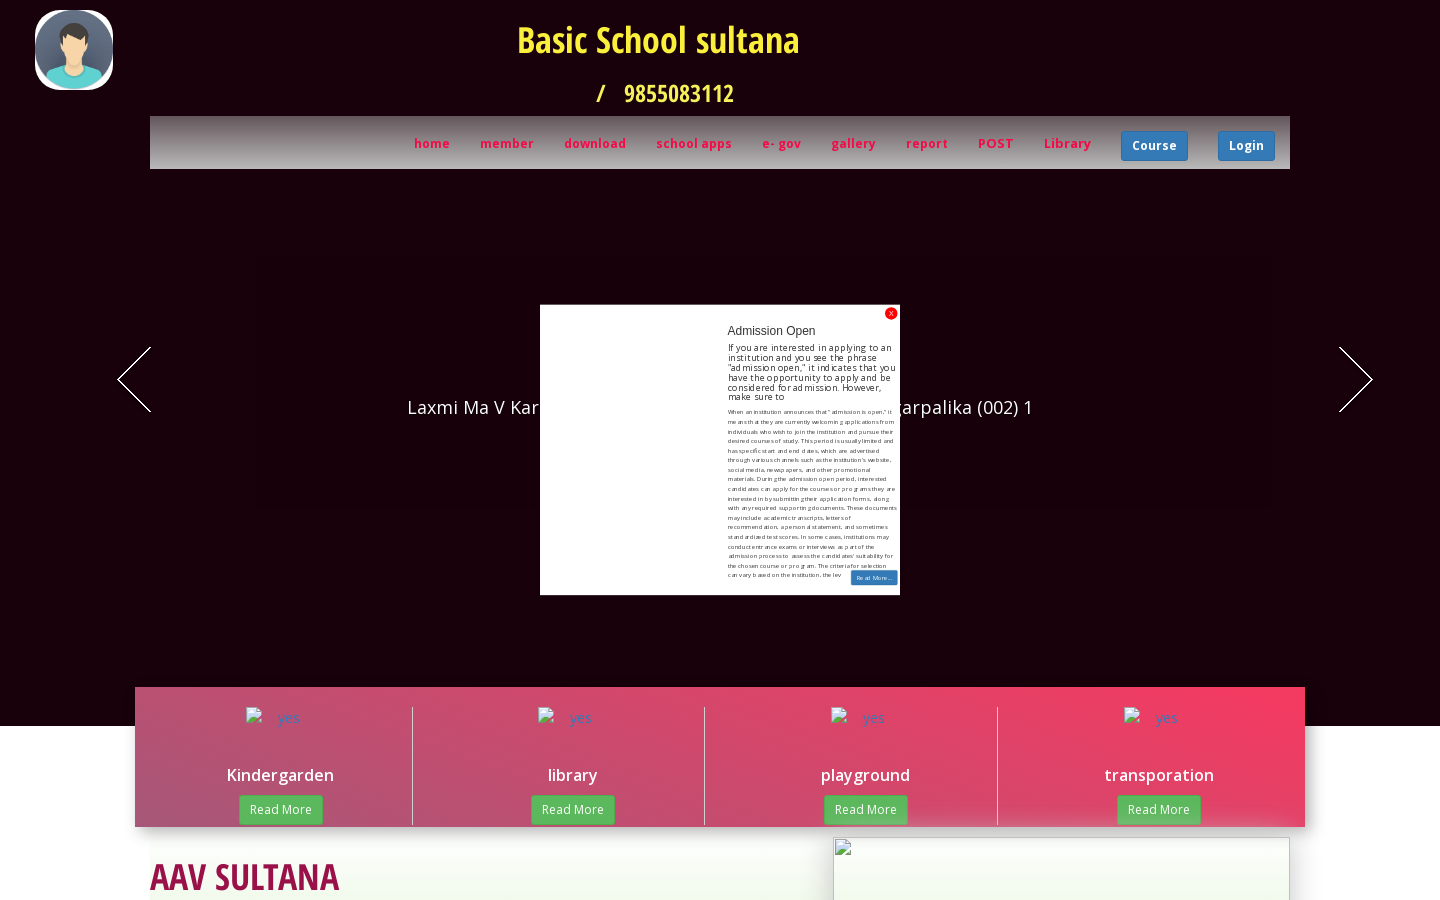 Basic School sultana
/ 9855083112
home member download school apps e- gov gallery report POST Library Course Login
X
Admission Open
If you are interested in applying to an
institution and you see the phrase
"admission open," it indicates that you
have the opportunity to apply and be
considered for admission. However,
make sure to
Laxmi Ma V Kar
garpalika (002) 1
When an institution announces that "admission is open," it
means that they are currently welcoming applications from
individuals who wish to join the institution and pursue their
desired courses of study. This period is usually limited and
has specific start and end dates, which are advertised
through various channels such as the institution's website,
social media, newspapers, and other promotional
materials. During the admission open period, interested
candidates can apply for the courses or programs they are
interested in by submitting their application forms, along
with any required supporting documents. These documents
may include academic transcripts, letters of
recommendation, a personal statement, and sometimes
standardized test scores. In some cases, institutions may
conduct entrance exams or interviews as part of the
admission process to assess the candidates' suitability for
the chosen course or program. The criteria for selection
can vary based on the institution, the lev
Read More...
yes yes yes yes
Kindergarden library playground transporation
Read More Read More Read More Read More
AAV SULTANA